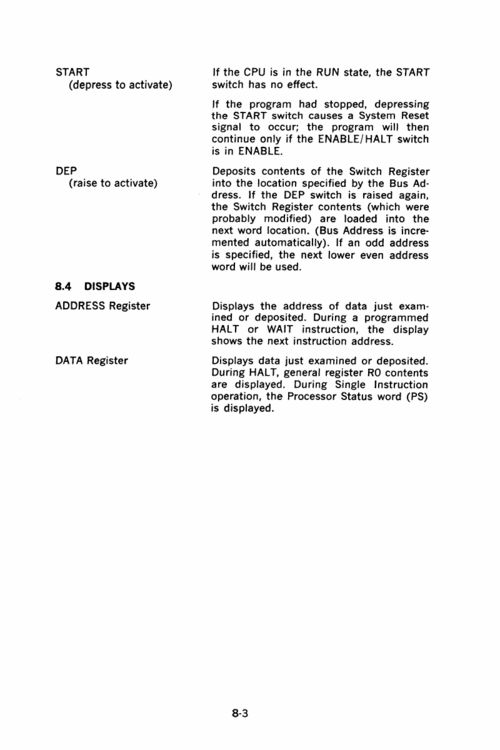 START
(depress to activate)
If the CPU is in the RUN state, the START
switch has no effect.
If the program had stopped, depressing
the START switch causes a System Reset
signal to occur; the program will then
continue only if the ENABLE/HALT switch
is in ENABLE.
DEP
(raise to activate)
Deposits contents of the Switch Register
into the location specified by the Bus Ad-
dress. If the DEP switch is raised again,
the Switch Register contents (which were
probably modified) are loaded into the
next word location. (Bus Address is incre-
mented automatically). If an odd address
is specified, the next lower even address
word will be used.
8.4 DISPLAYS
ADDRESS Register
Displays the address of data just exam-
ined or deposited. During a programmed
HALT or WAIT instruction, the display
shows the next instruction address.
DATA Register
Displays data just examined or deposited.
During HALT, general register R0 contents
are displayed. During Single Instruction
operation, the Processor Status word (PS)
is displayed.
8-3